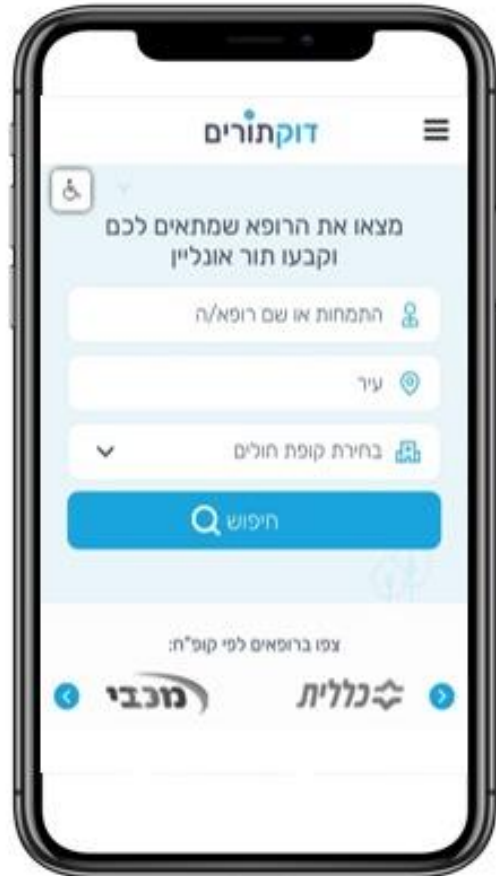 דוקתורים
מצאו את הרופא שמתאים לכם
וקבעו תור אונליין
התמחות או שם רופא/ה
עיר
בחירת קופת חולים
חיפוש
צפו ברופאים לפי קופ"ח:
כללית מכבי